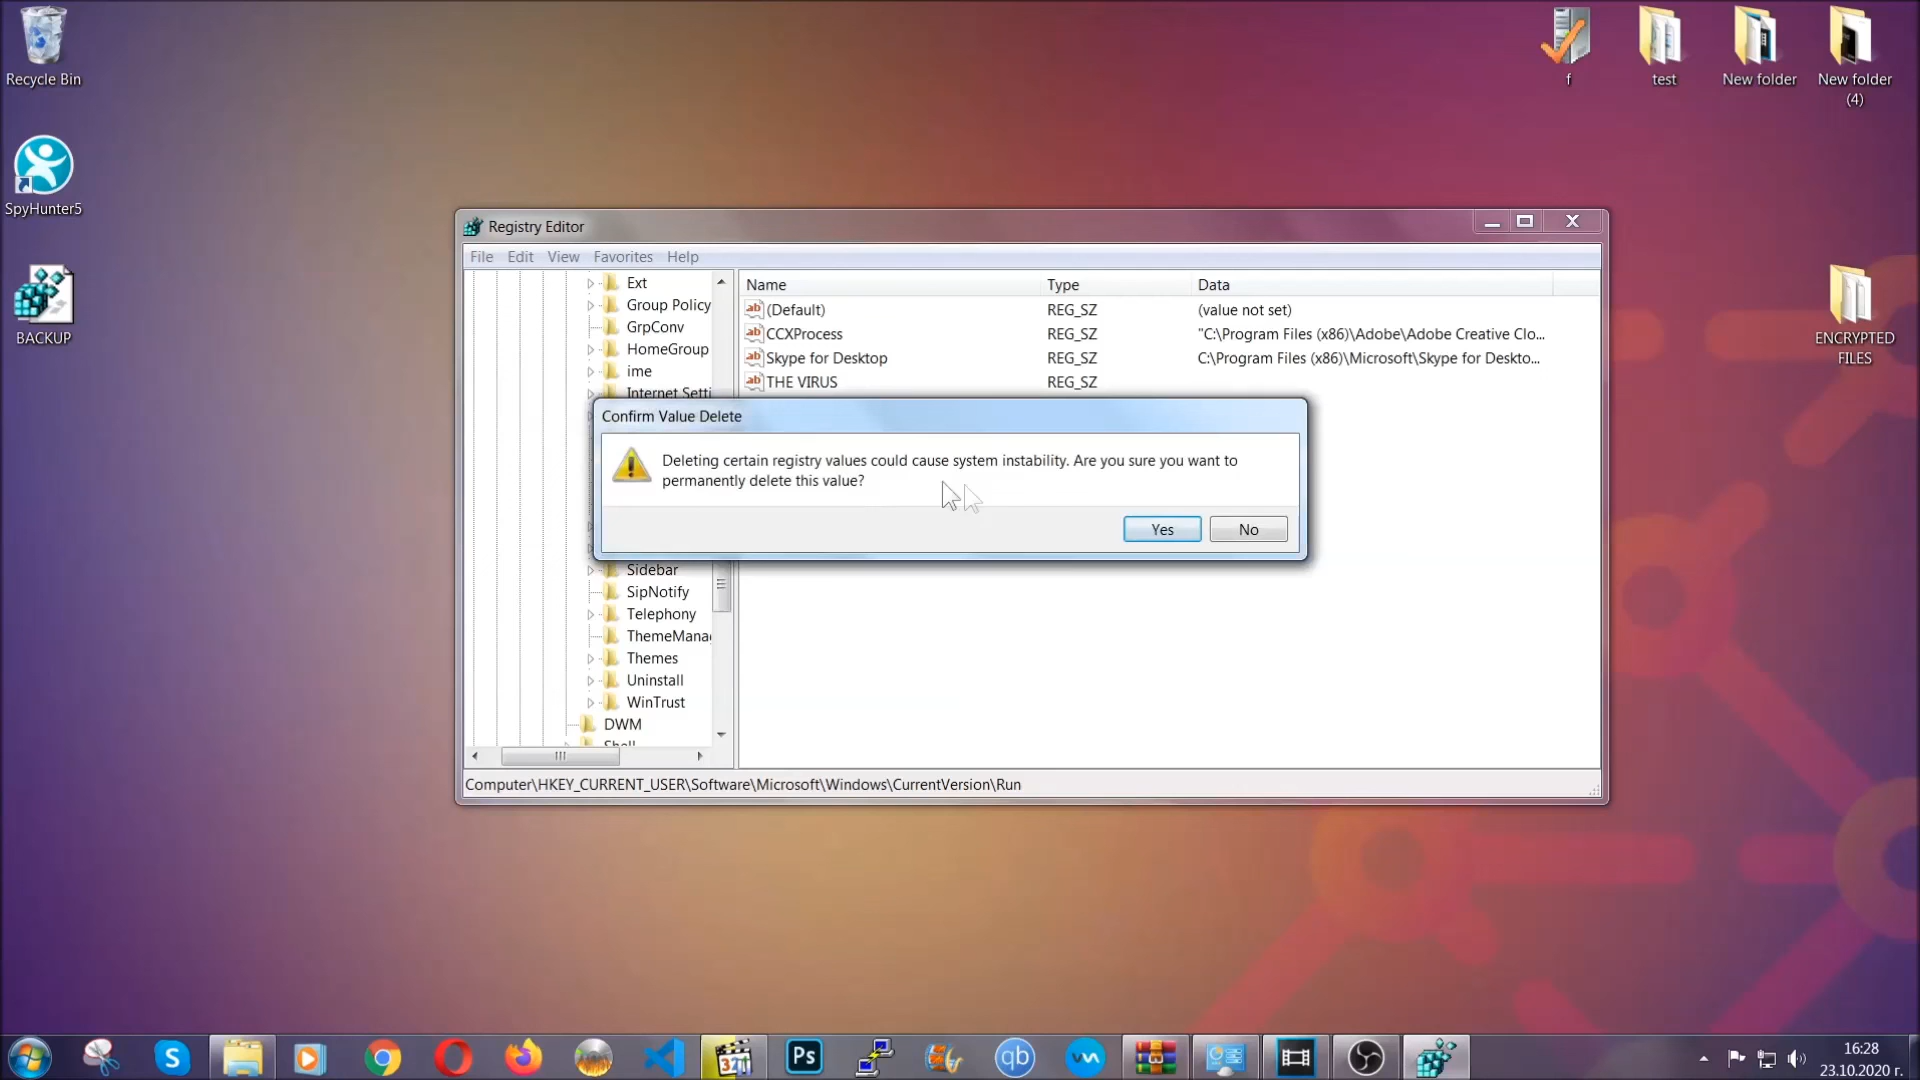 Recycle Bin
SpyHunter5
BACKUP
f
test
New folder
New folder
(4)
ENCRYPTED
FILES
Registry Editor
File Edit View Favorites Help
Ext
Group Policy
GrpConv
HomeGroup
ime
Internet Setti
Sidebar
SipNotify
Telephony
ThemeManag
Themes
Uninstall
WinTrust
DWM
Shell
Name Type Data
(Default) REG_SZ (value not set)
CCXProcess REG_SZ "C:\Program Files (x86)\Adobe\Adobe Creative Clo...
Skype for Desktop REG_SZ C:\Program Files (x86)\Microsoft\Skype for Deskto...
THE VIRUS REG_SZ
Confirm Value Delete
Deleting certain registry values could cause system instability. Are you sure you want to
permanently delete this value?
Yes No
Computer\HKEY_CURRENT_USER\Software\Microsoft\Windows\CurrentVersion\Run
321
Ps
qb
16:28
23.10.2020 г.